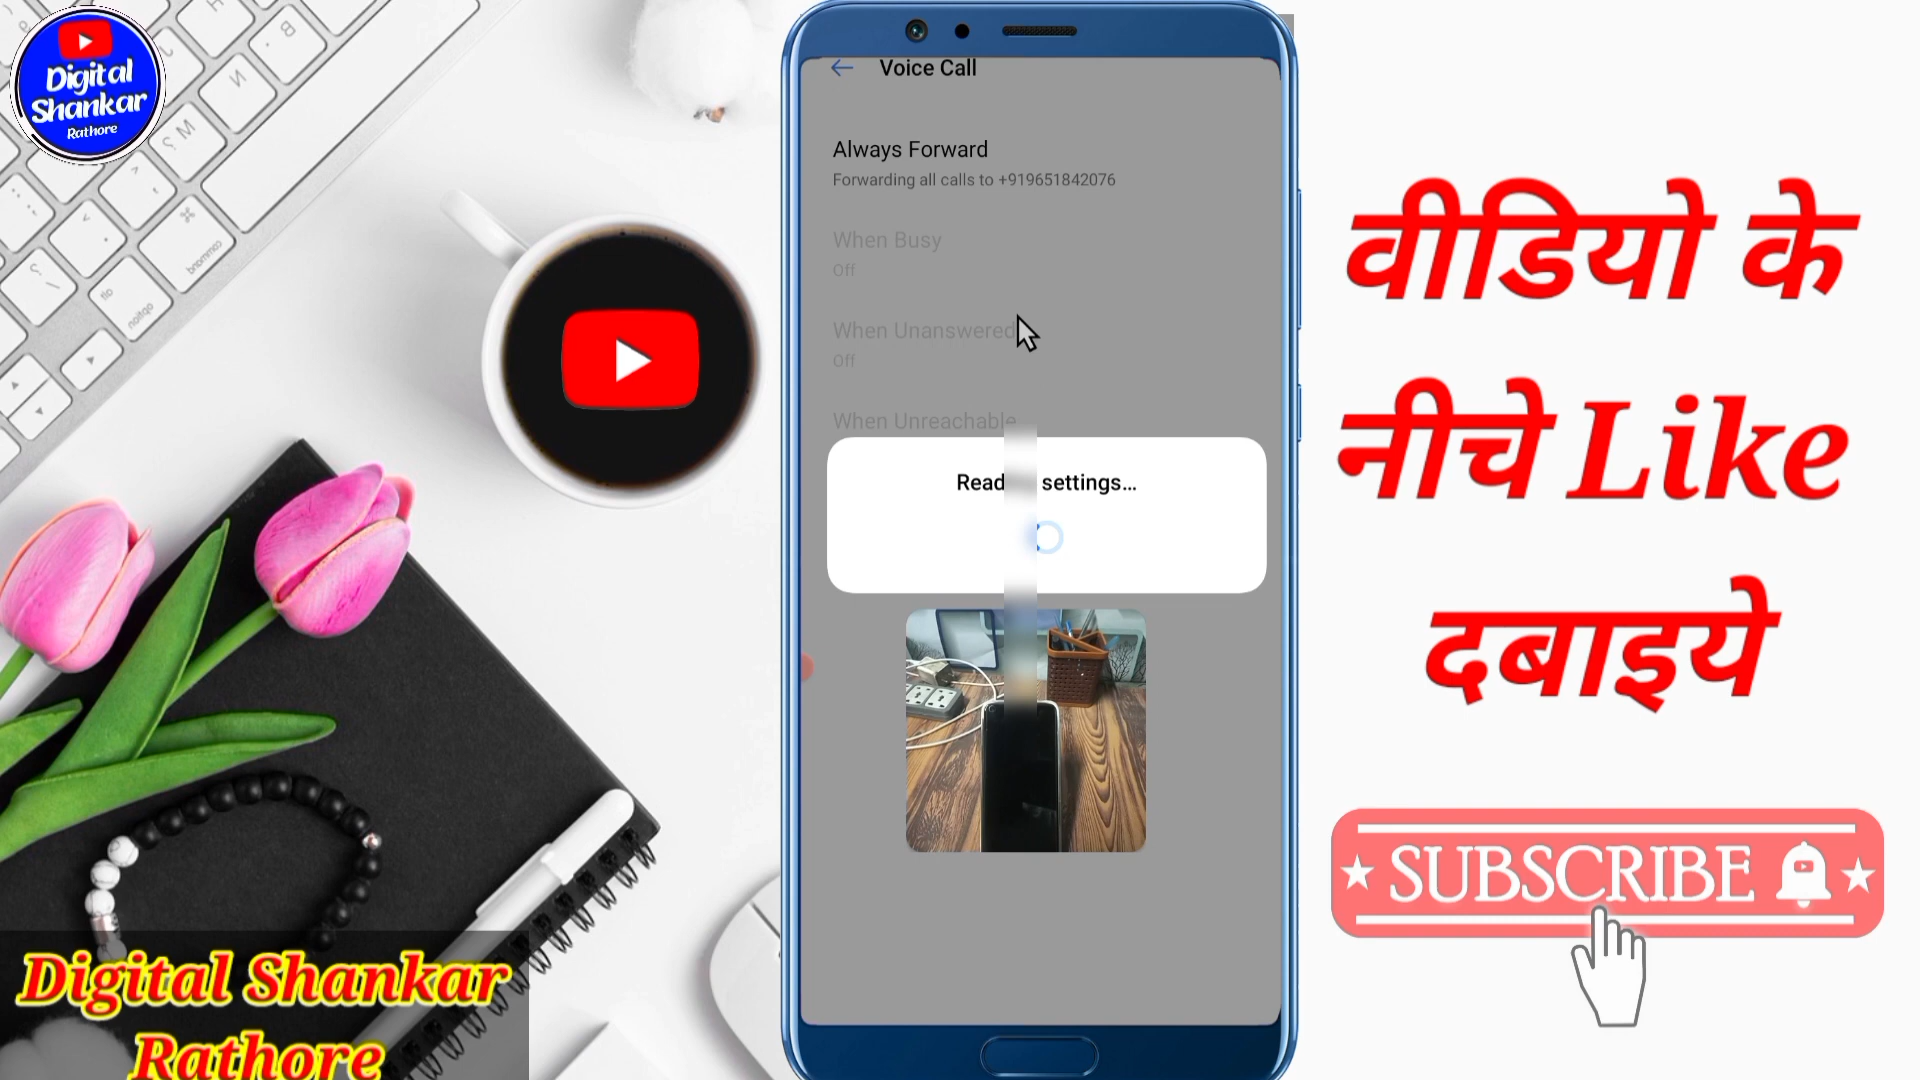 Digital
Shankar
Rathore
Voice Call
Always Forward
Forwarding all calls to +919651842076
When Busy
Off
When Unanswered
Off
When Unreachable
settings...
वीडियो के
नीचे Like
दबाइये
SUBSCRIBE
Digital Shankar
Rathore